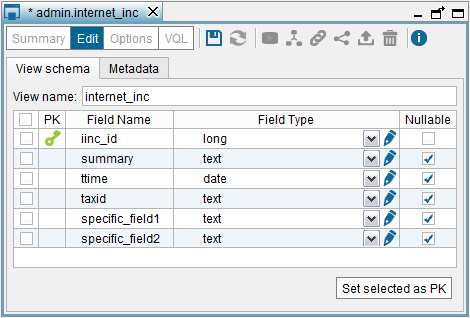 * admin.internet_inc
Summary Edit Options VQL
View schema Metadata
View name: internet_inc
PK Field Name Field Type Nullable
iinc_id long
summary text
ttime date
taxid text
specific_field1 text
specific_field2 text
Set selected as PK